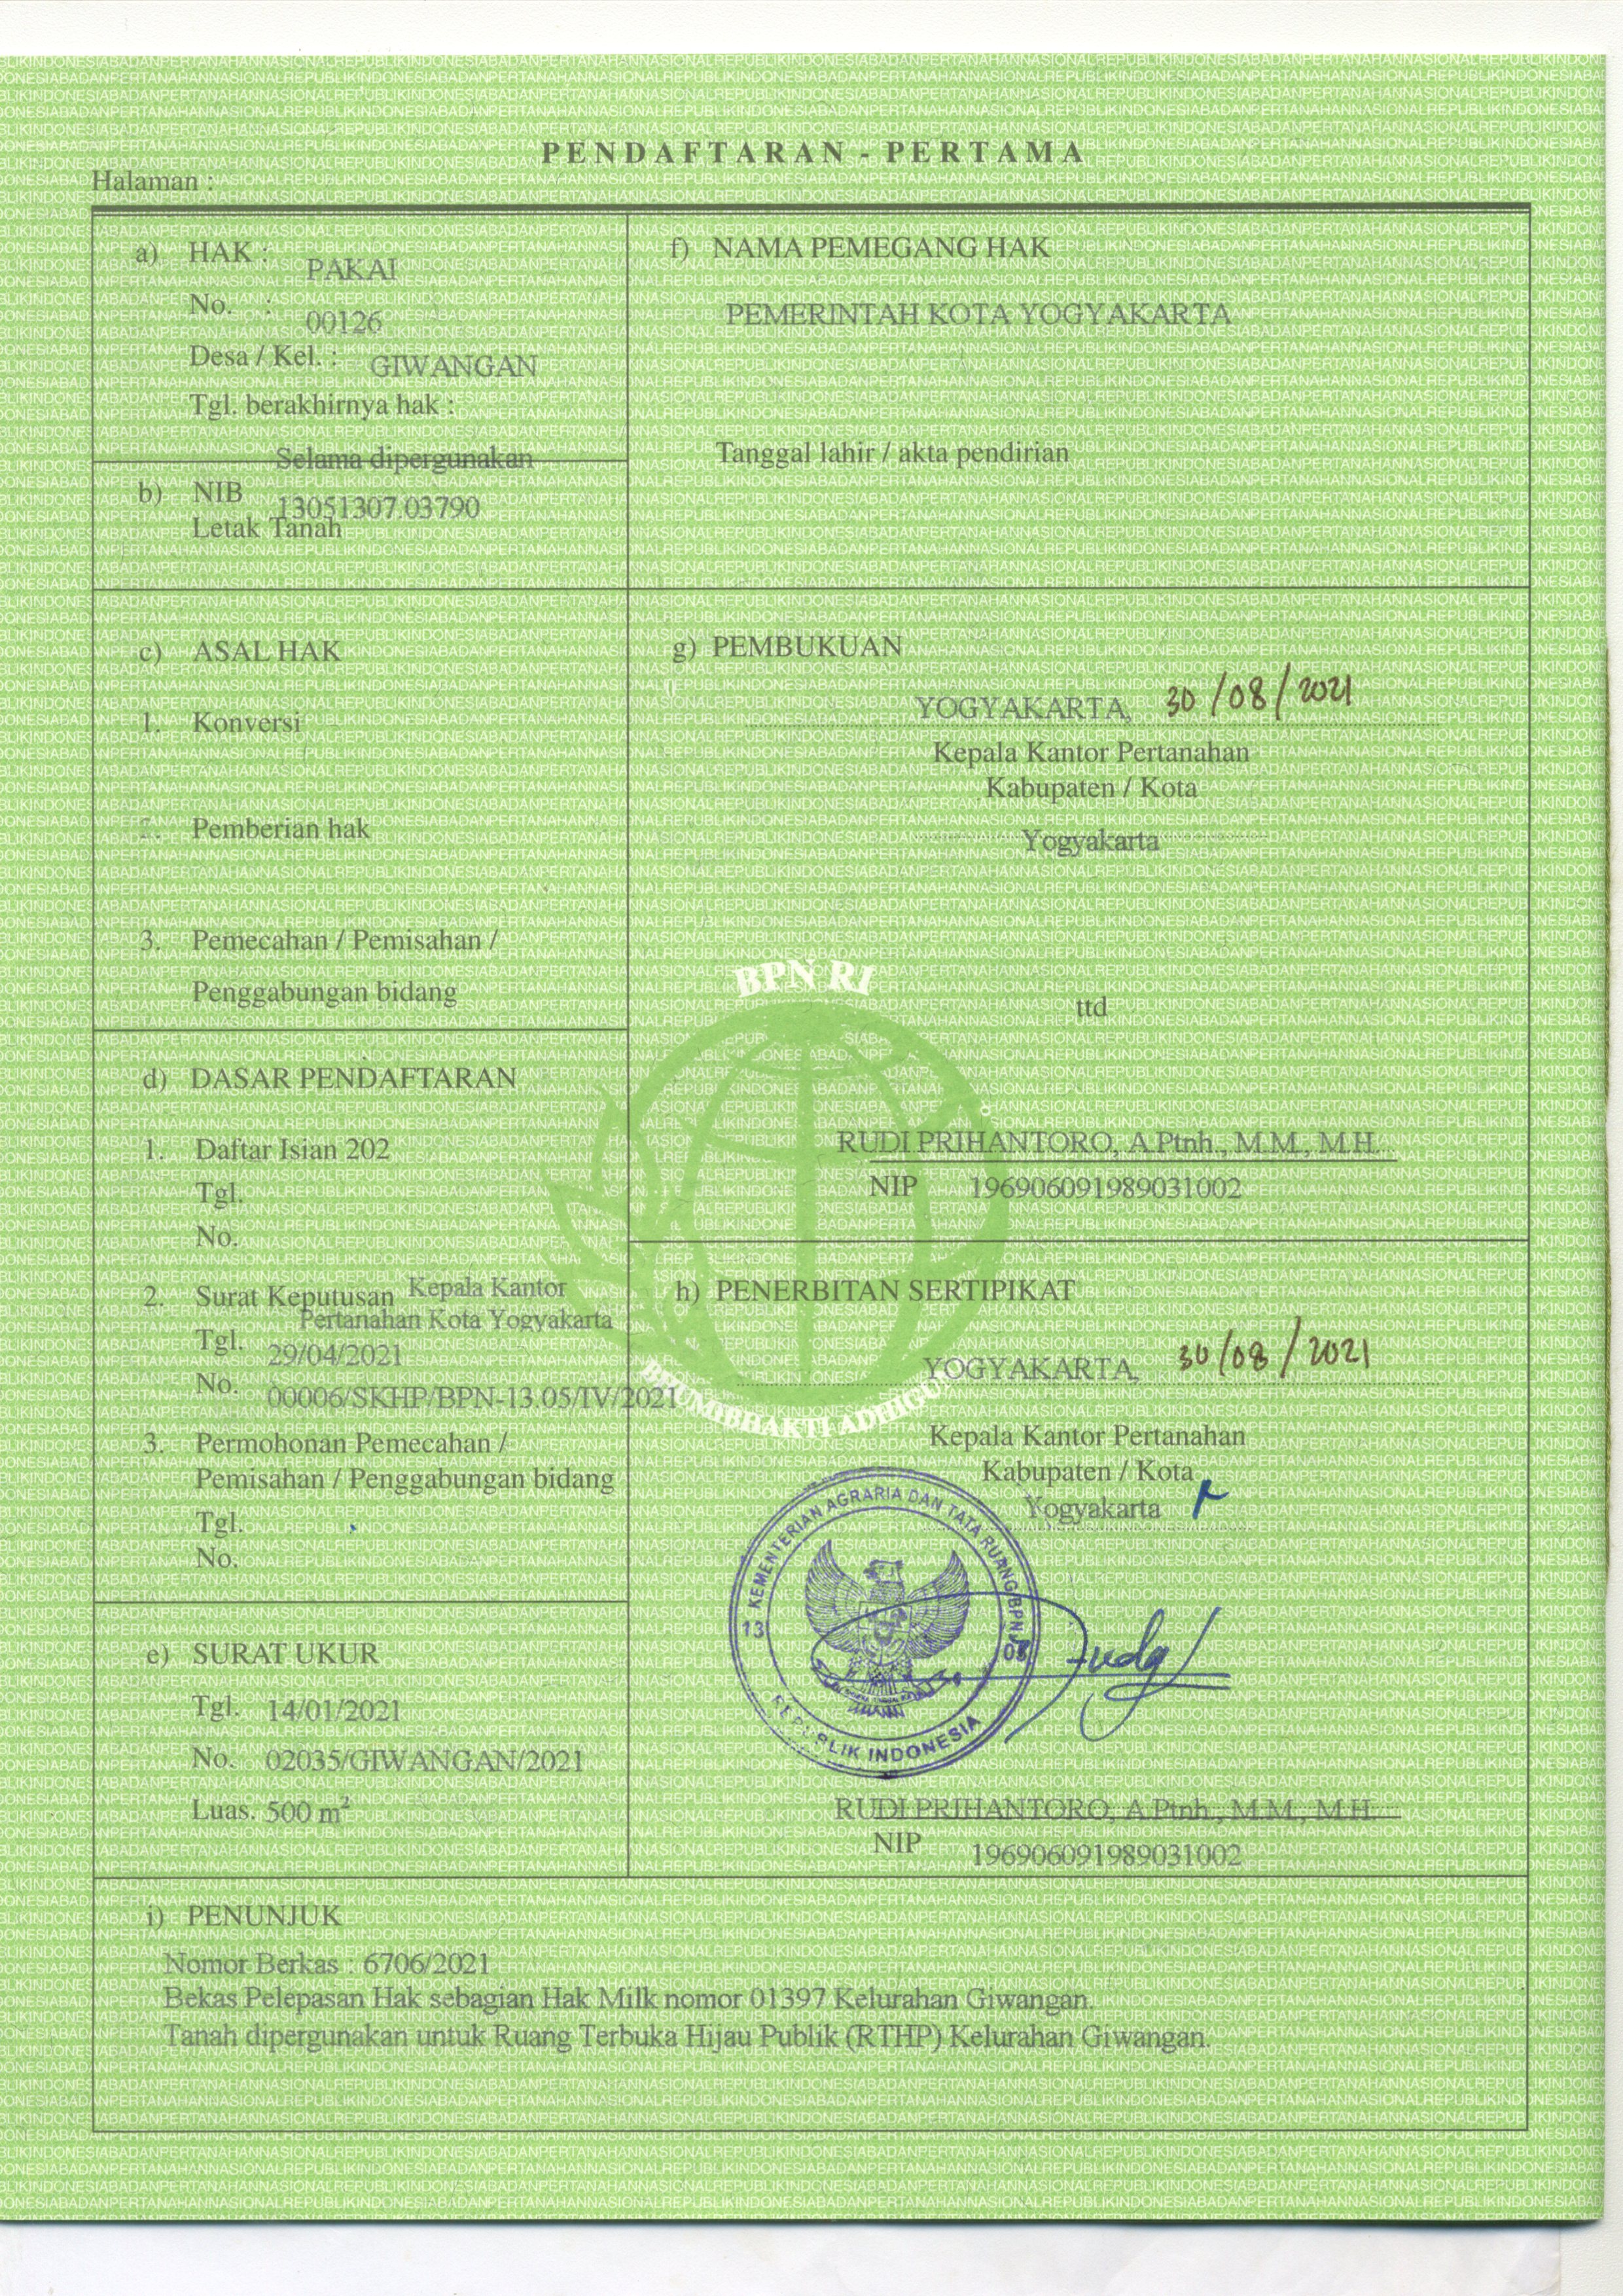 PENDAFTARAN - PERTAMA
Halaman :
a) HAK : PAKAI
No. : 00126
Desa / Kel. : GIWANGAN
Tgl. berakhirnya hak :
Selama dipergunakan
b) NIB 13051307.03790
Letak Tanah
c) ASAL HAK
1. Konversi
2. Pemberian hak
3. Pemecahan / Pemisahan /
Penggabungan bidang
d) DASAR PENDAFTARAN
1. Daftar Isian 202
Tgl.
No.
2. Surat Keputusan Kepala Kantor
Pertanahan Kota Yogyakarta
Tgl. 29/04/2021
No. 00006/SKHP/BPN-13.05/IV/2021
3. Permohonan Pemecahan /
Pemisahan / Penggabungan bidang
Tgl.
No.
e) SURAT UKUR
Tgl. 14/01/2021
No. 02035/GIWANGAN/2021
Luas. 500 m²
f) NAMA PEMEGANG HAK
PEMERINTAH KOTA YOGYAKARTA
Tanggal lahir / akta pendirian
g) PEMBUKUAN
YOGYAKARTA, 30/08/2021
Kepala Kantor Pertanahan
Kabupaten / Kota
Yogyakarta
BPN RI
ttd
RUDI PRIHANTORO, A.Ptnh., M.M., M.H.
NIP 196906091989031002
h) PENERBITAN SERTIPIKAT
YOGYAKARTA, 30/08/2021
BHUMI BHAKTI ADHIGUNA
Kepala Kantor Pertanahan
Kabupaten / Kota
Yogyakarta
KEMENTERIAN AGRARIA DAN TATA RUANG/BPN
13 05
REPUBLIK INDONESIA
RUDI PRIHANTORO, A.Ptnh., M.M., M.H.
NIP 196906091989031002
i) PENUNJUK
Nomor Berkas : 6706/2021
Bekas Pelepasan Hak sebagian Hak Milk nomor 01397 Kelurahan Giwangan.
Tanah dipergunakan untuk Ruang Terbuka Hijau Publik (RTHP) Kelurahan Giwangan.